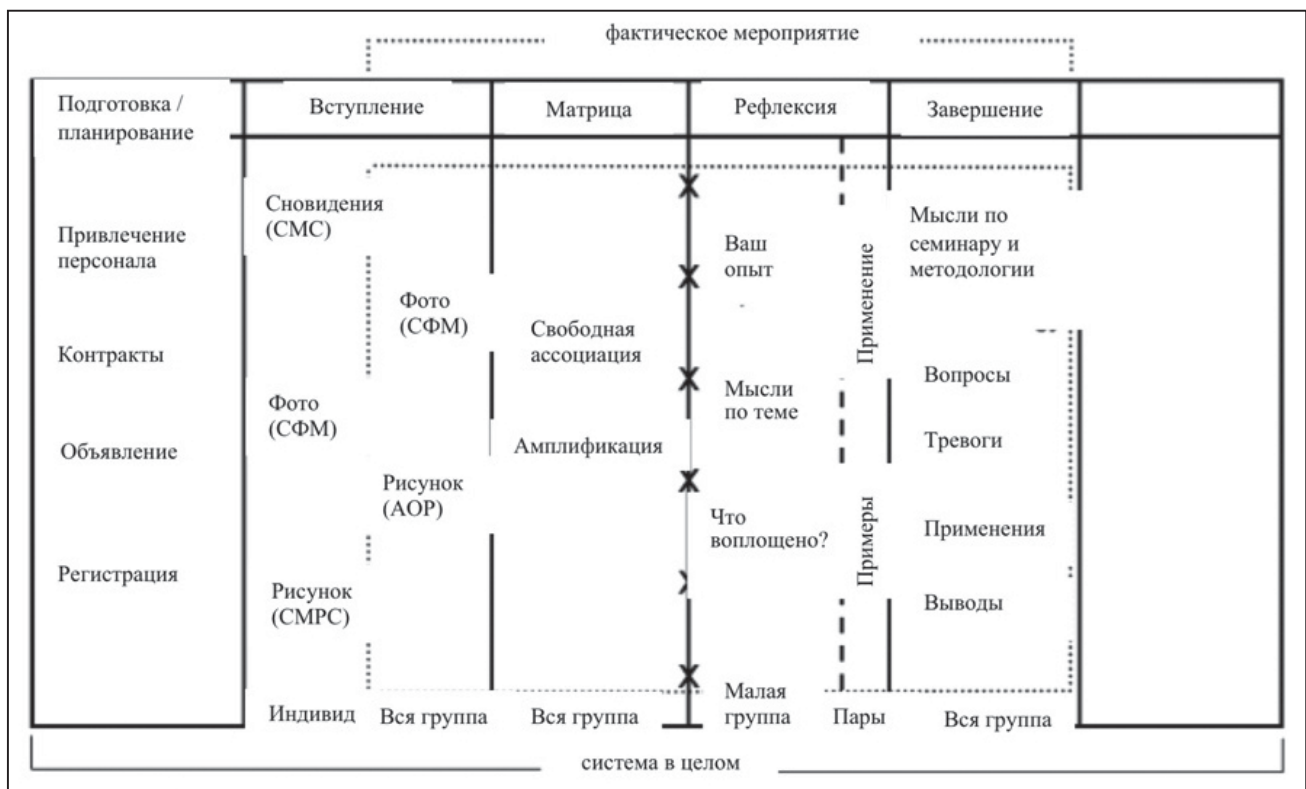 фактическое мероприятие
Подготовка /
планирование
Вступление
Матрица
Рефлексия
Завершение
Привлечение
персонала
Контракты
Объявление
Регистрация
Сновидения
(СМС)
Фото
(СФМ)
Рисунок
(СМРС)
Индивид
Фото
(СФМ)
Рисунок
(АОР)
Вся группа
Свободная
ассоциация
Амплификация
Вся группа
Ваш
опыт
Мысли
по теме
Что
воплощено?
Малая
группа
Применение
Примеры
Пары
Мысли по
семинару и
методологии
Вопросы
Тревоги
Применения
Выводы
Вся группа
система в целом